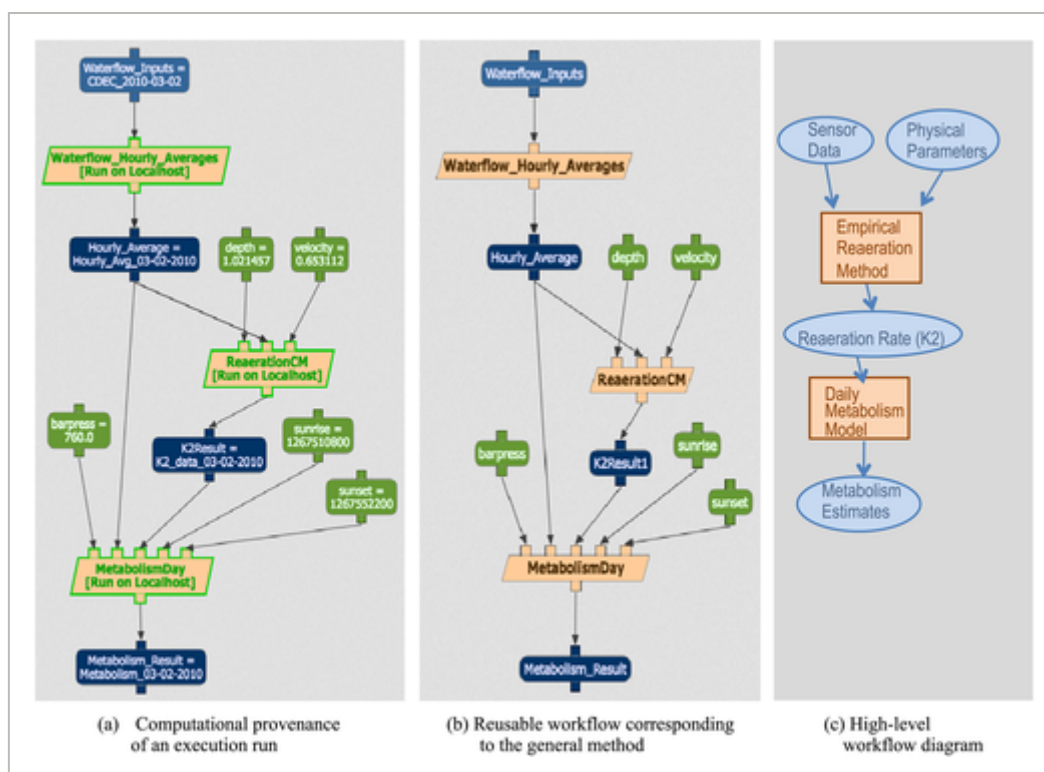 Waterflow_Inputs =
CDEC_2010-03-02
Waterflow_Hourly_Averages
[Run on Localhost]
Hourly_Average =
Hourly_Avg_03-02-2010
depth =
1.021457
velocity =
0.653112
ReaerationCM
[Run on Localhost]
barpress =
760.0
K2Result =
K2_data_03-02-2010
sunrise =
1267510800
sunset =
1267552200
MetabolismDay
[Run on Localhost]
Metabolism_Result =
Metabolism_03-02-2010
(a) Computational provenance
of an execution run
Waterflow_Inputs
Waterflow_Hourly_Averages
Hourly_Average
depth
velocity
ReaerationCM
barpress
K2Result1
sunrise
sunset
MetabolismDay
Metabolism_Result
(b) Reusable workflow corresponding
to the general method
Sensor
Data
Physical
Parameters
Empirical
Reaeration
Method
Reaeration Rate (K2)
Daily
Metabolism
Model
Metabolism
Estimates
(c) High-level
workflow diagram